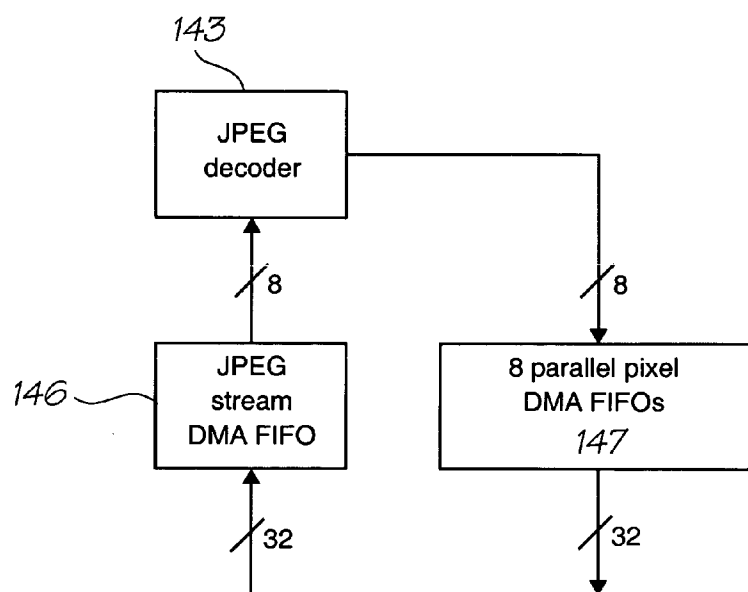 143
JPEG
decoder
8
8
146
JPEG
stream
DMA FIFO
8 parallel pixel
DMA FIFOs
147
32
32